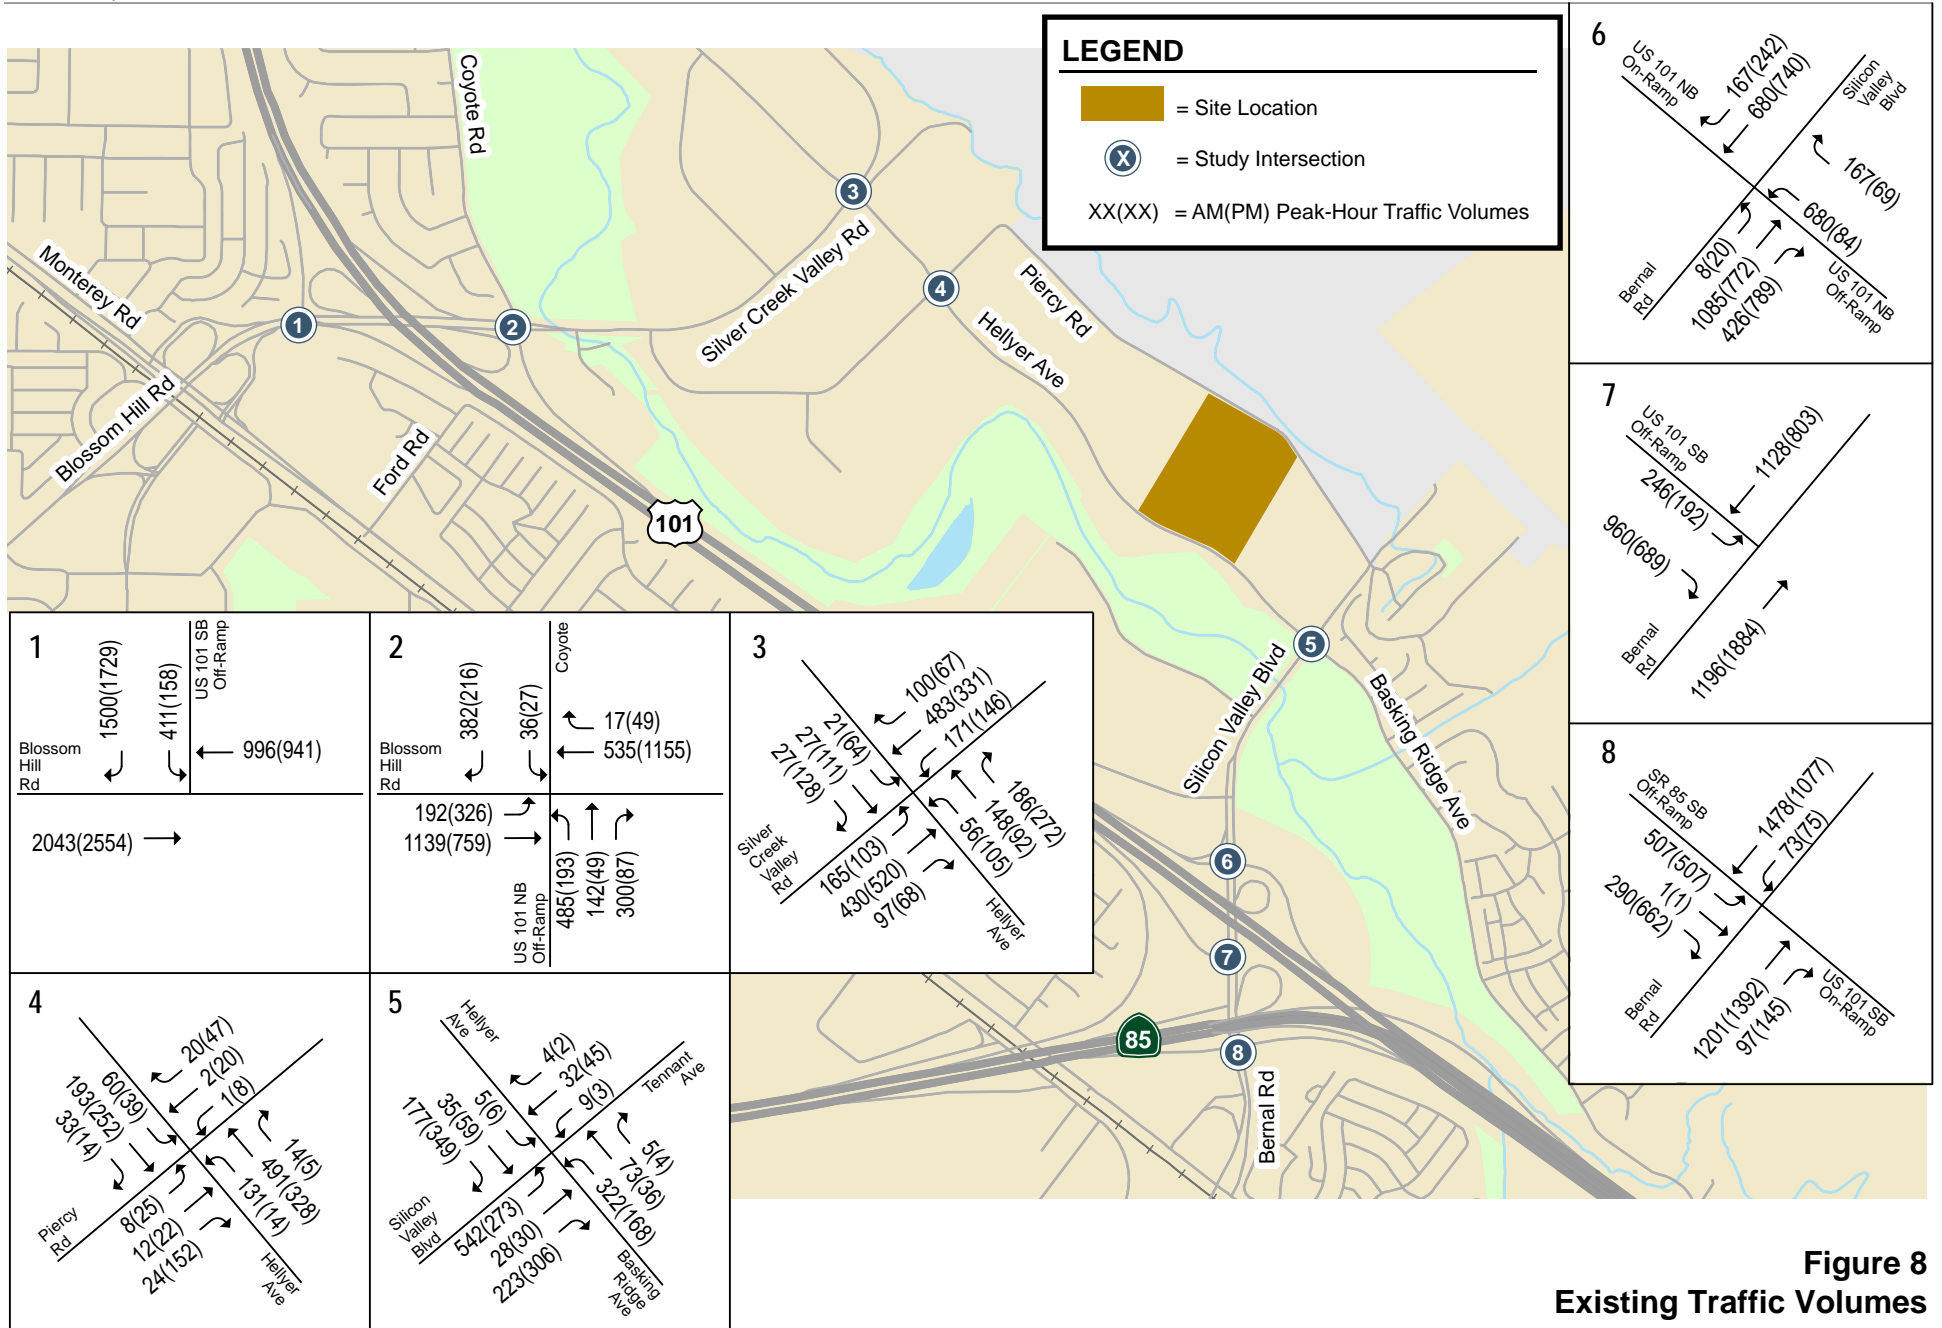 LEGEND
= Site Location
X = Study Intersection
XX(XX) = AM(PM) Peak-Hour Traffic Volumes
Coyote Rd
Monterey Rd
Blossom Hill Rd
Ford Rd
Silver Creek Valley Rd
Piercy Rd
Hellyer Ave
Silicon Valley Blvd
Basking Ridge Ave
Bernal Rd
101
85
1
2
3
4
5
6
7
8
1
US 101 SB
Off-Ramp
1500(1729)
411(158)
Blossom
Hill
Rd
996(941)
2043(2554)
2
Coyote
382(216)
36(27)
17(49)
535(1155)
Blossom
Hill
Rd
192(326)
1139(759)
US 101 NB
Off-Ramp
485(193)
142(49)
300(87)
3
100(67)
483(331)
171(146)
21(64)
27(111)
27(128)
186(272)
148(92)
56(105)
Silver
Creek
Valley
Rd
165(103)
430(520)
97(68)
Hellyer
Ave
4
20(47)
2(20)
1(8)
60(39)
193(252)
33(14)
14(5)
491(328)
131(14)
Piercy
Rd
8(25)
12(22)
24(152)
Hellyer
Ave
5
Hellyer
Ave
4(2)
32(45)
9(3)
Tennant
Ave
5(6)
35(59)
177(349)
5(4)
73(36)
322(168)
Silicon
Valley
Blvd
542(273)
28(30)
223(306)
Basking
Ridge
Ave
6
US 101 NB
On-Ramp
167(242)
680(740)
Silicon
Valley
Blvd
167(69)
680(84)
Bernal
Rd
8(20)
1085(772)
426(789)
US 101 NB
Off-Ramp
7
US 101 SB
Off-Ramp
1128(803)
246(192)
960(689)
Bernal
Rd
1196(1884)
8
SR 85 SB
Off-Ramp
1478(1077)
73(75)
507(507)
1(1)
290(662)
Bernal
Rd
1201(1392)
97(145)
US 101 SB
On-Ramp
Figure 8
Existing Traffic Volumes